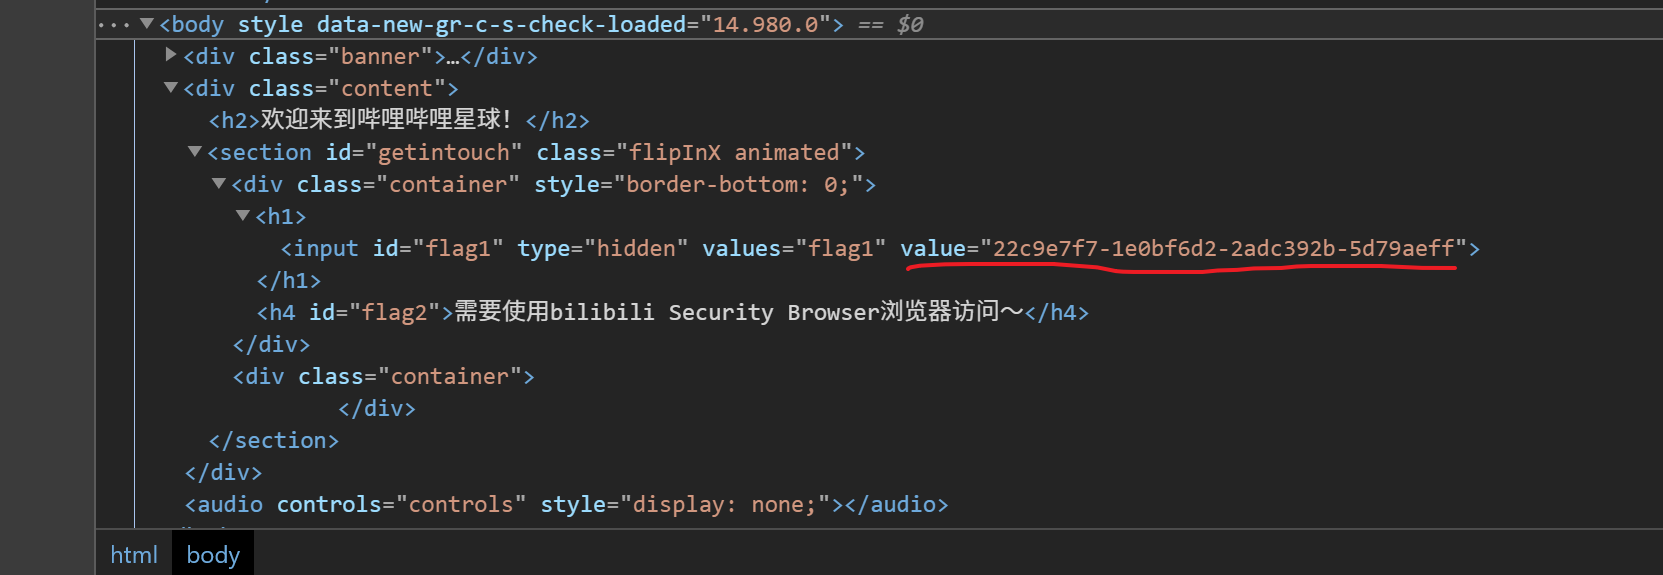 ••• ▼<body style data-new-gr-c-s-check-loaded="14.980.0"> == $0
▶<div class="banner">…</div>
▼<div class="content">
<h2>欢迎来到哔哩哔哩星球！</h2>
▼<section id="getintouch" class="flipInX animated">
▼<div class="container" style="border-bottom: 0;">
▼<h1>
<input id="flag1" type="hidden" values="flag1" value="22c9e7f7-1e0bf6d2-2adc392b-5d79aeff">
</h1>
<h4 id="flag2">需要使用bilibili Security Browser浏览器访问～</h4>
</div>
<div class="container">
</div>
</section>
</div>
<audio controls="controls" style="display: none;"></audio>
html body